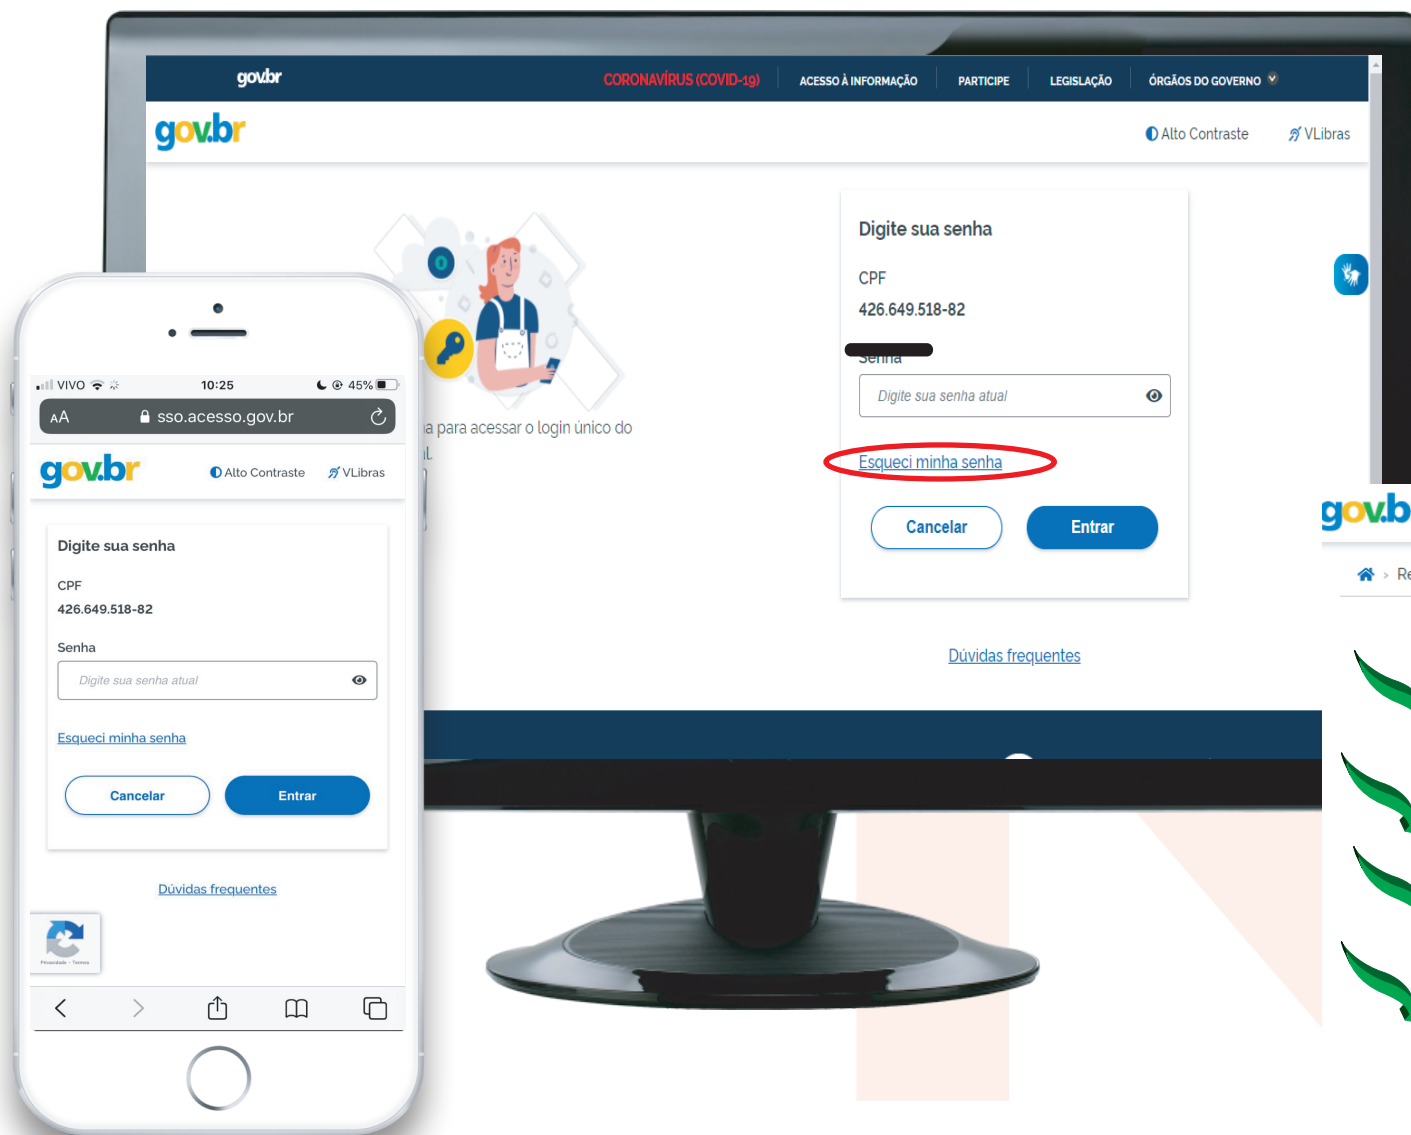 gov.br
CORONAVÍRUS (COVID-19)
ACESSO À INFORMAÇÃO
PARTICIPE
LEGISLAÇÃO
ÓRGÃOS DO GOVERNO
gov.br
Alto Contraste
VLibras
Digite sua senha
CPF
426.649.518-82
Senha
Digite sua senha atual
para acessar o login único do
Esqueci minha senha
Cancelar
Entrar
Dúvidas frequentes
VIVO
10:25
45%
AA
sso.acesso.gov.br
gov.br
Alto Contraste
VLibras
Digite sua senha
CPF
426.649.518-82
Senha
Digite sua senha atual
Esqueci minha senha
Cancelar
Entrar
Dúvidas frequentes
Privacidade - Termos
gov.b
> Re